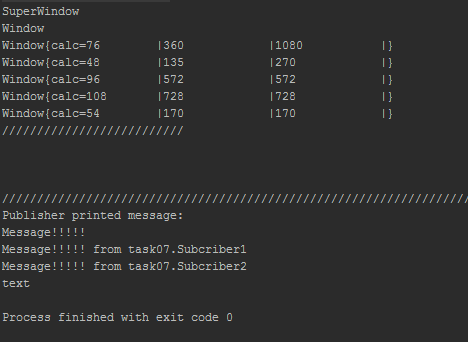 SuperWindow
Window
Window{calc=76        |360            |1080           |}
Window{calc=48        |135            |270            |}
Window{calc=96        |572            |572            |}
Window{calc=108       |728            |728            |}
Window{calc=54        |170            |170            |}
//////////////////////////
///////////////////////////////////////////////////////////////////
Publisher printed message:
Message!!!!!
Message!!!!! from task07.Subcriber1
Message!!!!! from task07.Subcriber2
text
Process finished with exit code 0